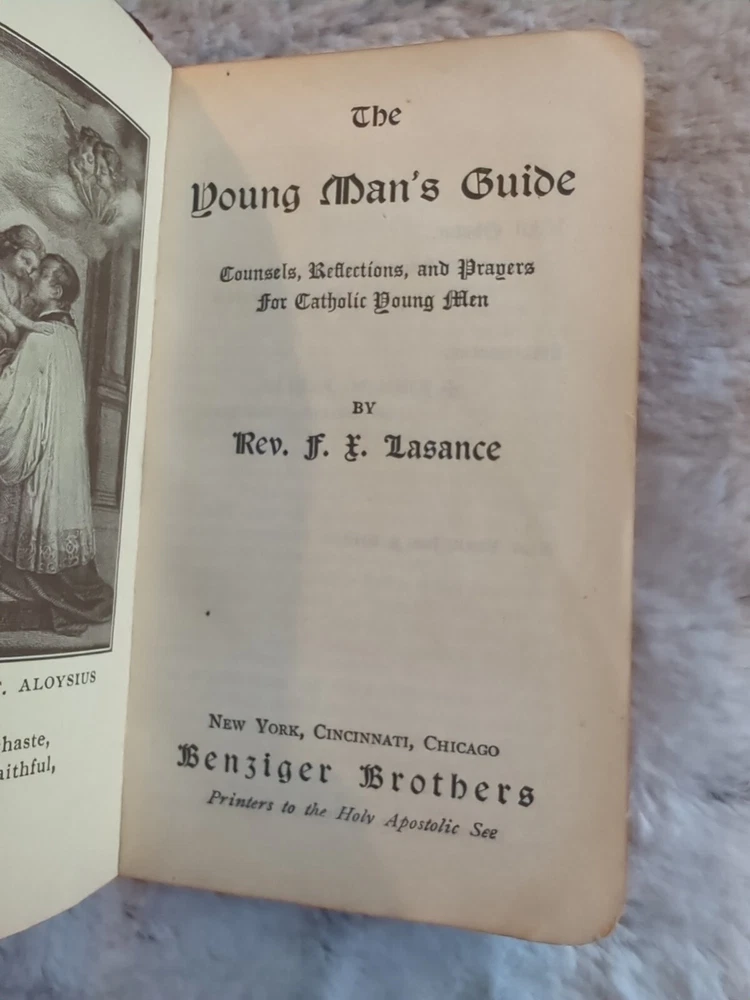 T. ALOYSIUS
haste,
aithful,
The
Young Man's Guide
Counsels, Reflections, and Prayers
For Catholic Young Men
BY
Rev. F. X. Lasance
NEW YORK, CINCINNATI, CHICAGO
Benziger Brothers
Printers to the Holy Apostolic See